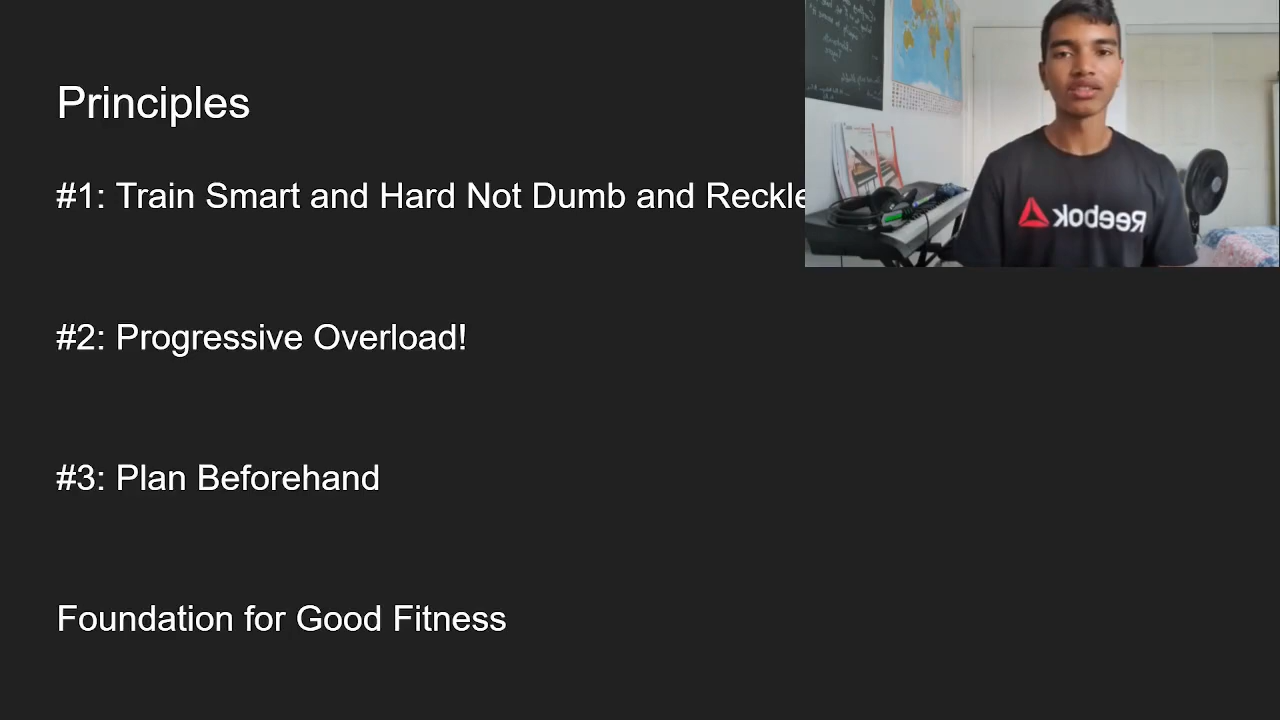 Principles
#1: Train Smart and Hard Not Dumb and Reckle
#2: Progressive Overload!
#3: Plan Beforehand
Foundation for Good Fitness
Reebok